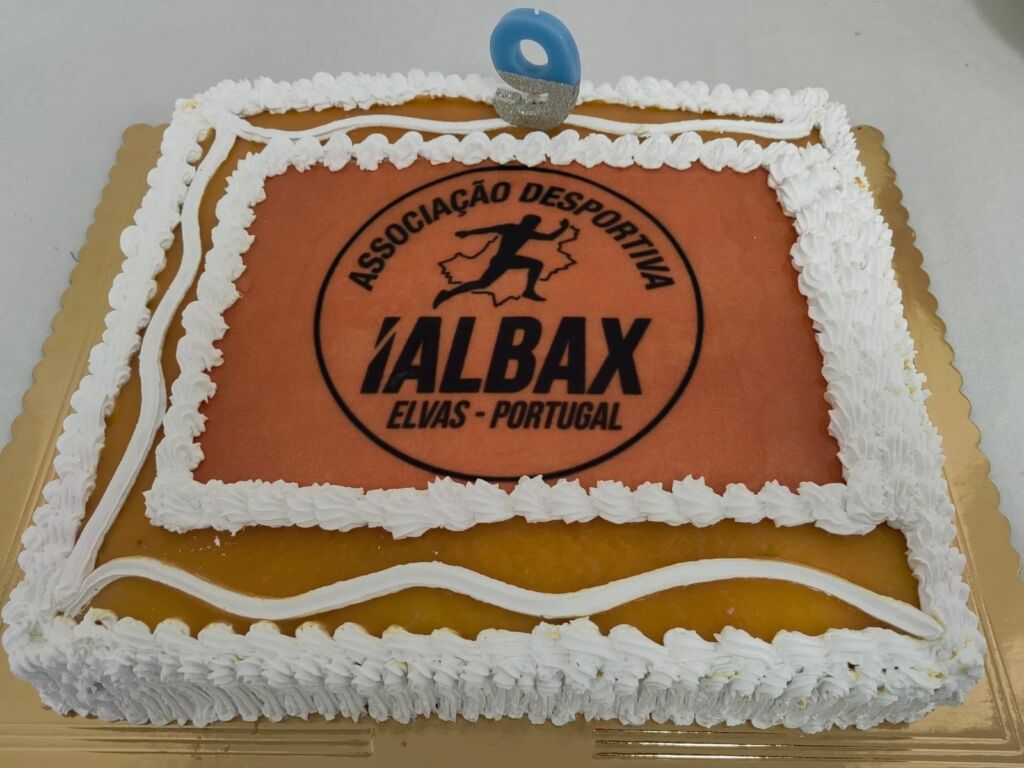 9
ASSOCIAÇÃO DESPORTIVA
IALBAX
ELVAS - PORTUGAL